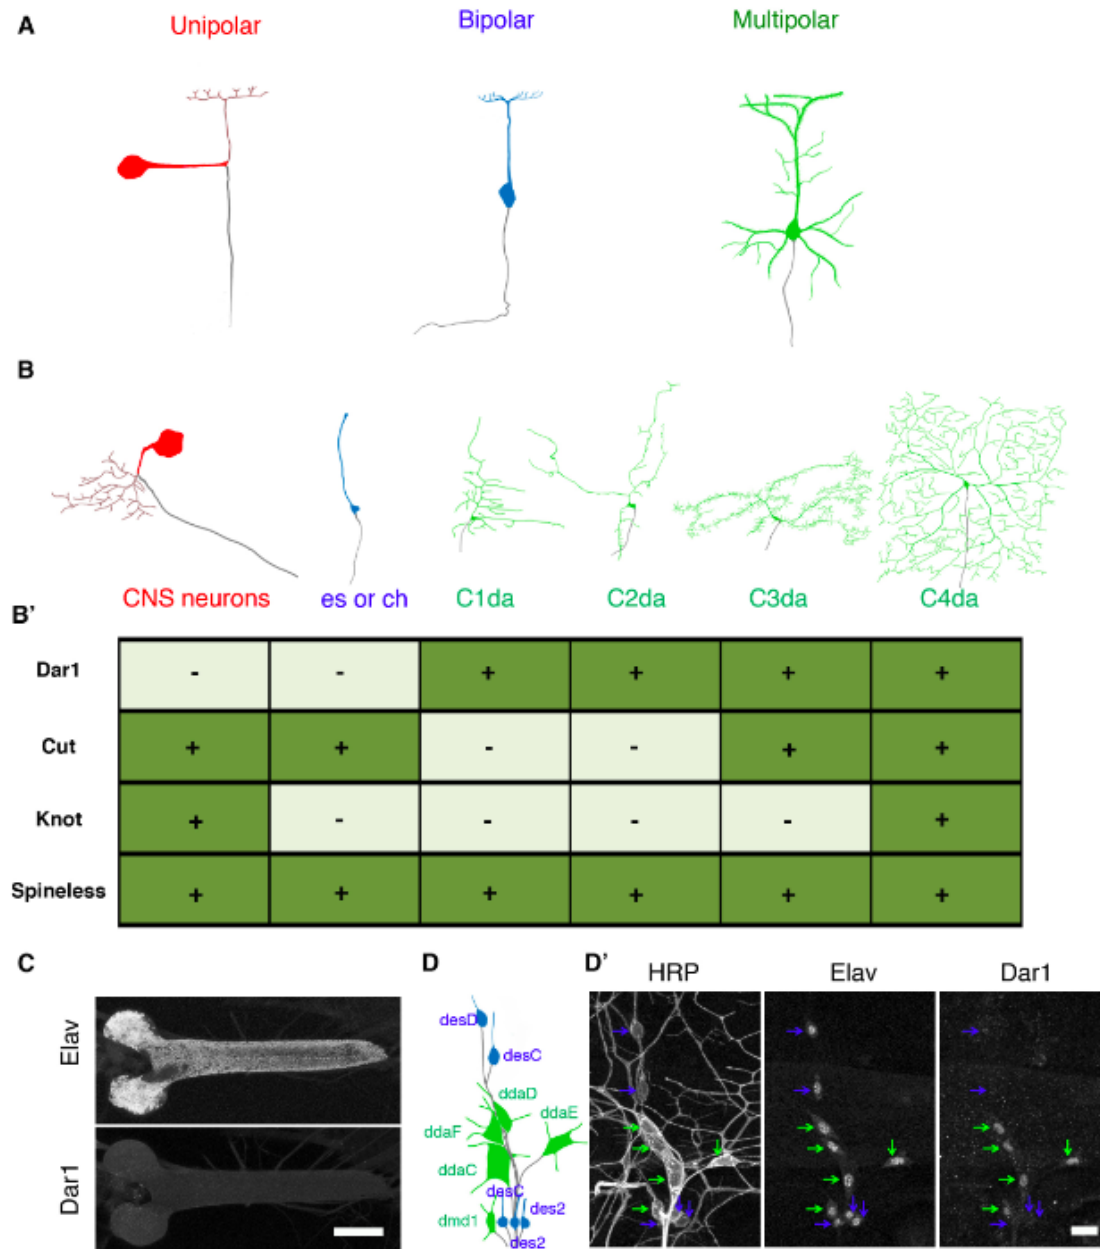 A
Unipolar
Bipolar
Multipolar
B
CNS neurons
es or ch
C1da
C2da
C3da
C4da
B'
Dar1
-
-
+
+
+
+
Cut
+
+
-
-
+
+
Knot
+
-
-
-
-
+
Spineless
+
+
+
+
+
+
C
Elav
Dar1
D
desD
desC
ddaD
ddaE
ddaF
ddaC
desC
des2
dmd1
des2
D'
HRP
Elav
Dar1